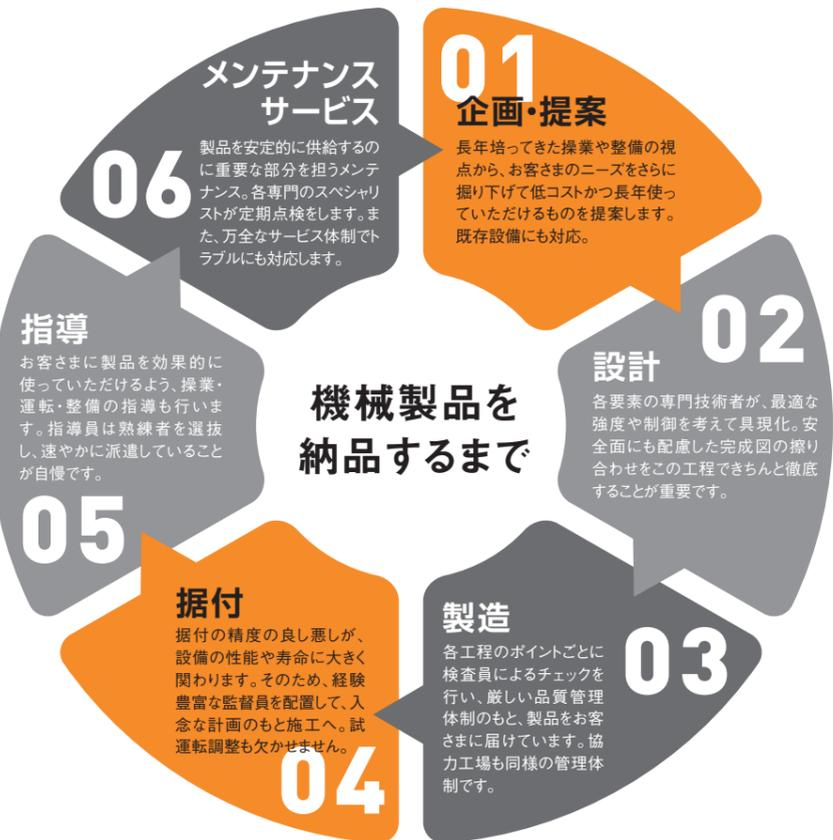 機械製品を
納品するまで
01
企画・提案
長年培ってきた操業や整備の視
点から、お客さまのニーズをさらに
掘り下げて低コストかつ長年使っ
ていただけるものを提案します。
既存設備にも対応。
02
設計
各要素の専門技術者が、最適な
強度や制御を考えて具現化。安
全面にも配慮した完成図の擦り
合わせをこの工程できちんと徹底
することが重要です。
03
製造
各工程のポイントごとに
検査員によるチェックを
行い、厳しい品質管理
体制のもと、製品をお客
さまに届けています。協
力工場も同様の管理体
制です。
据付
据付の精度の良し悪しが、
設備の性能や寿命に大きく
関わります。そのため、経験
豊富な監督員を配置して、入
念な計画のもと施工へ。試
運転調整も欠かせません。
04
指導
お客さまに製品を効果的に
使っていただけるよう、操業・
運転・整備の指導も行いま
す。指導員は熟練者を選抜
し、速やかに派遣していること
が自慢です。
05
メンテナンス
サービス
06
製品を安定的に供給するの
に重要な部分を担うメンテ
ナンス。各専門のスペシャリ
ストが定期点検をします。ま
た、万全なサービス体制でト
ラブルにも対応します。